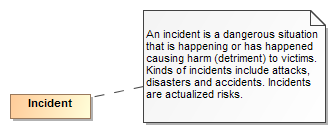 An incident is a dangerous situation
that is happening or has happened
causing harm (detriment) to victims.
Kinds of incidents include attacks,
disasters and accidents. Incidents
are actualized risks.
Incident